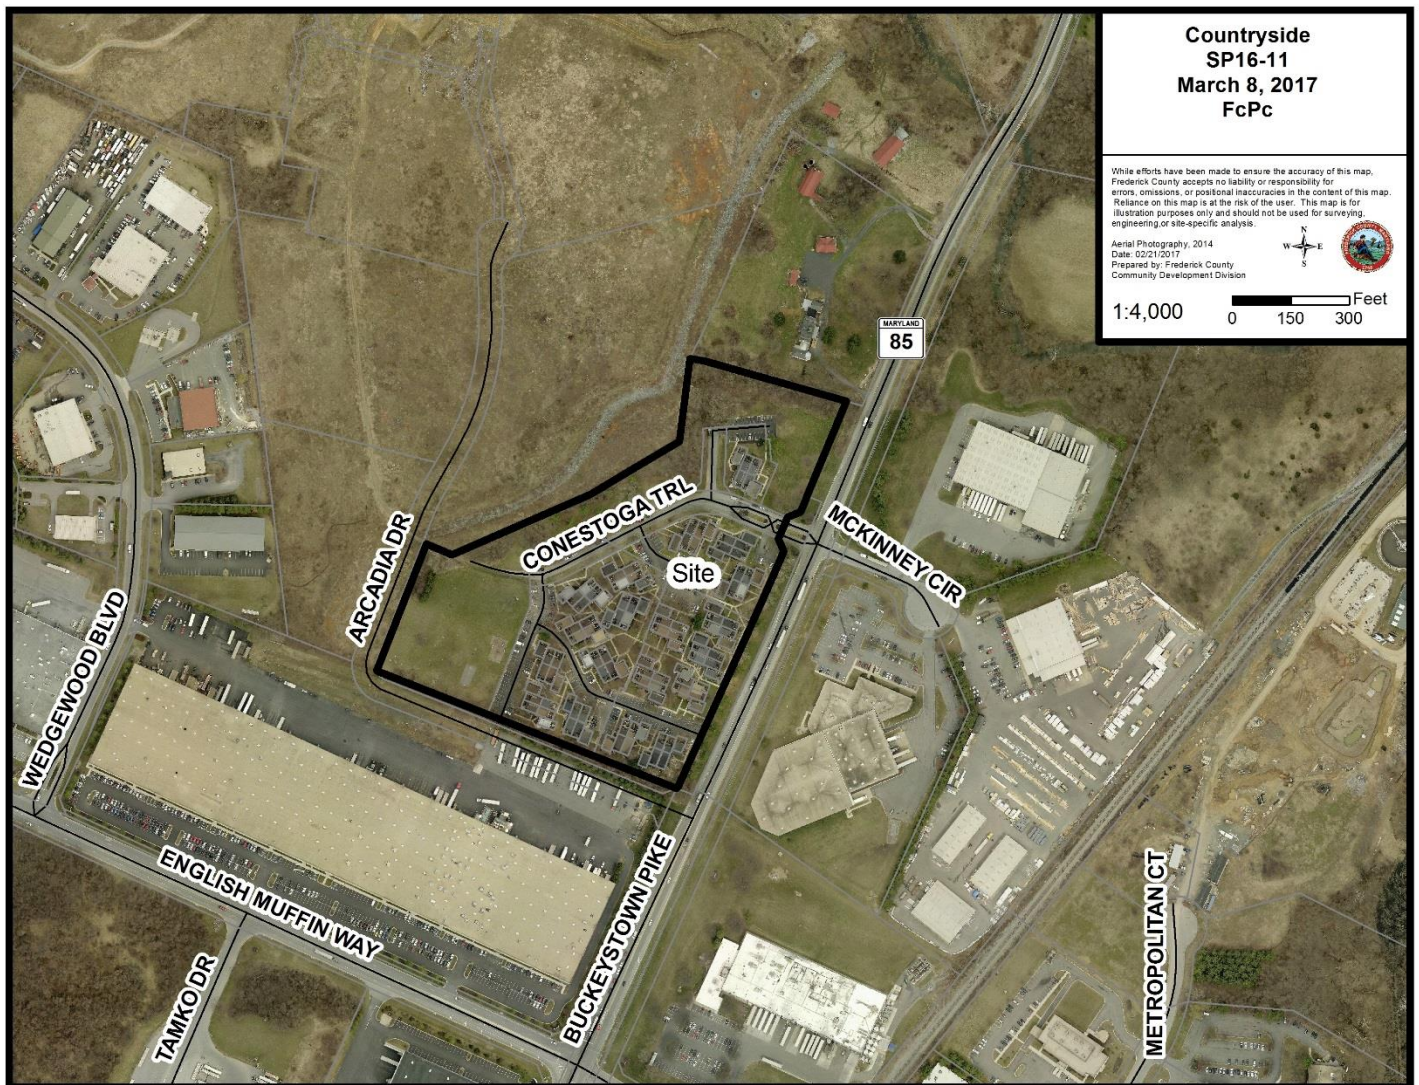 Countryside
SP16-11
March 8, 2017
FcPc
While efforts have been made to ensure the accuracy of this map,
Frederick County accepts no liability or responsibility for
errors, omissions, or positional inaccuracies in the content of this map.
Reliance on this map is at the risk of the user. This map is for
illustration purposes only and should not be used for surveying,
engineering,or site-specific analysis.
Aerial Photography, 2014
Date: 02/21/2017
Prepared by: Frederick County
Community Development Division
N
W E
S
1:4,000
Feet
0 150 300
MARYLAND
85
CONESTOGA TRL
MCKINNEY CIR
Site
ARCADIA DR
WEDGEWOOD BLVD
ENGLISH MUFFIN WAY
BUCKEYSTOWN PIKE
TAMKO DR
METROPOLITAN CT